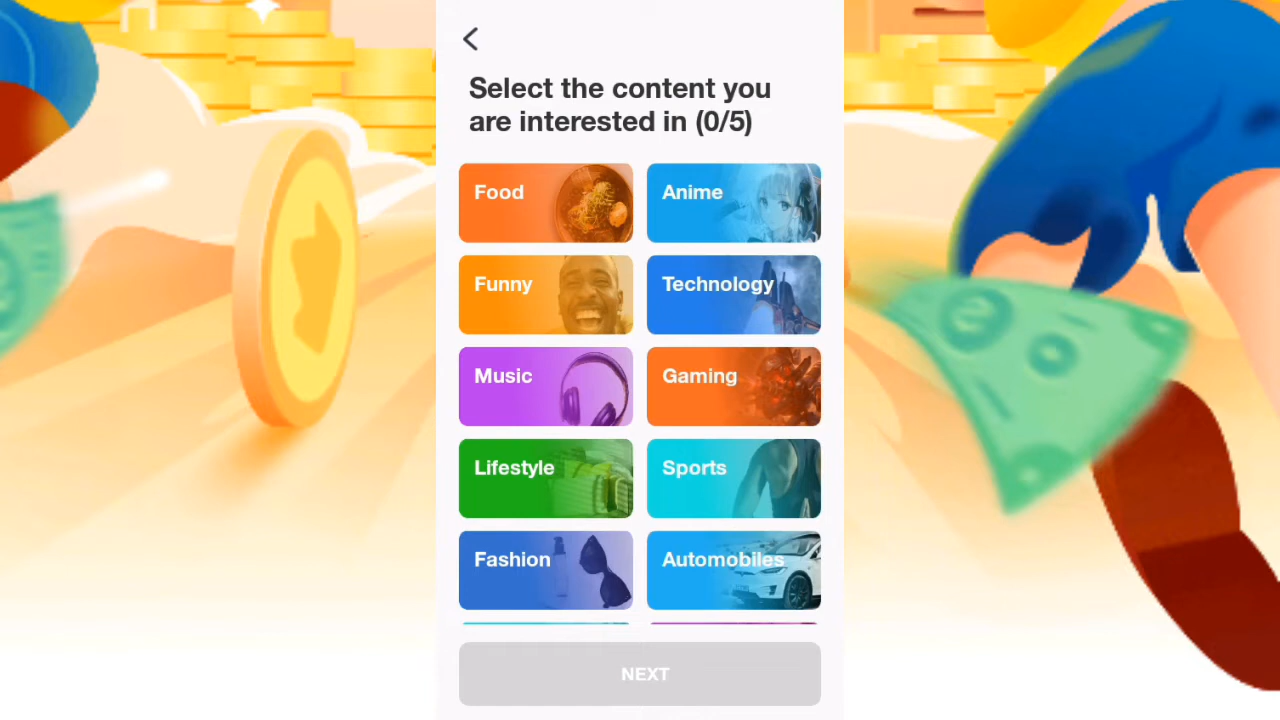 Select the content you
are interested in (0/5)
Food
Anime
Funny
Technology
Music
Gaming
Lifestyle
Sports
Fashion
Automobiles
NEXT